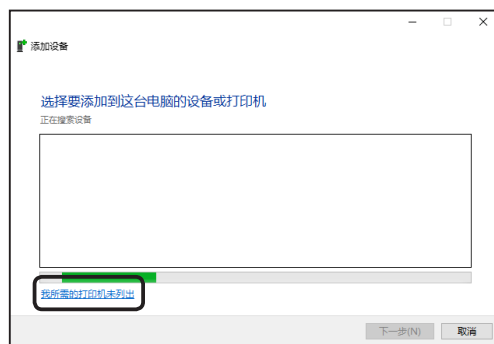 添加设备
选择要添加到这台电脑的设备或打印机
正在搜索设备
我所需的打印机未列出
下一步(N)
取消